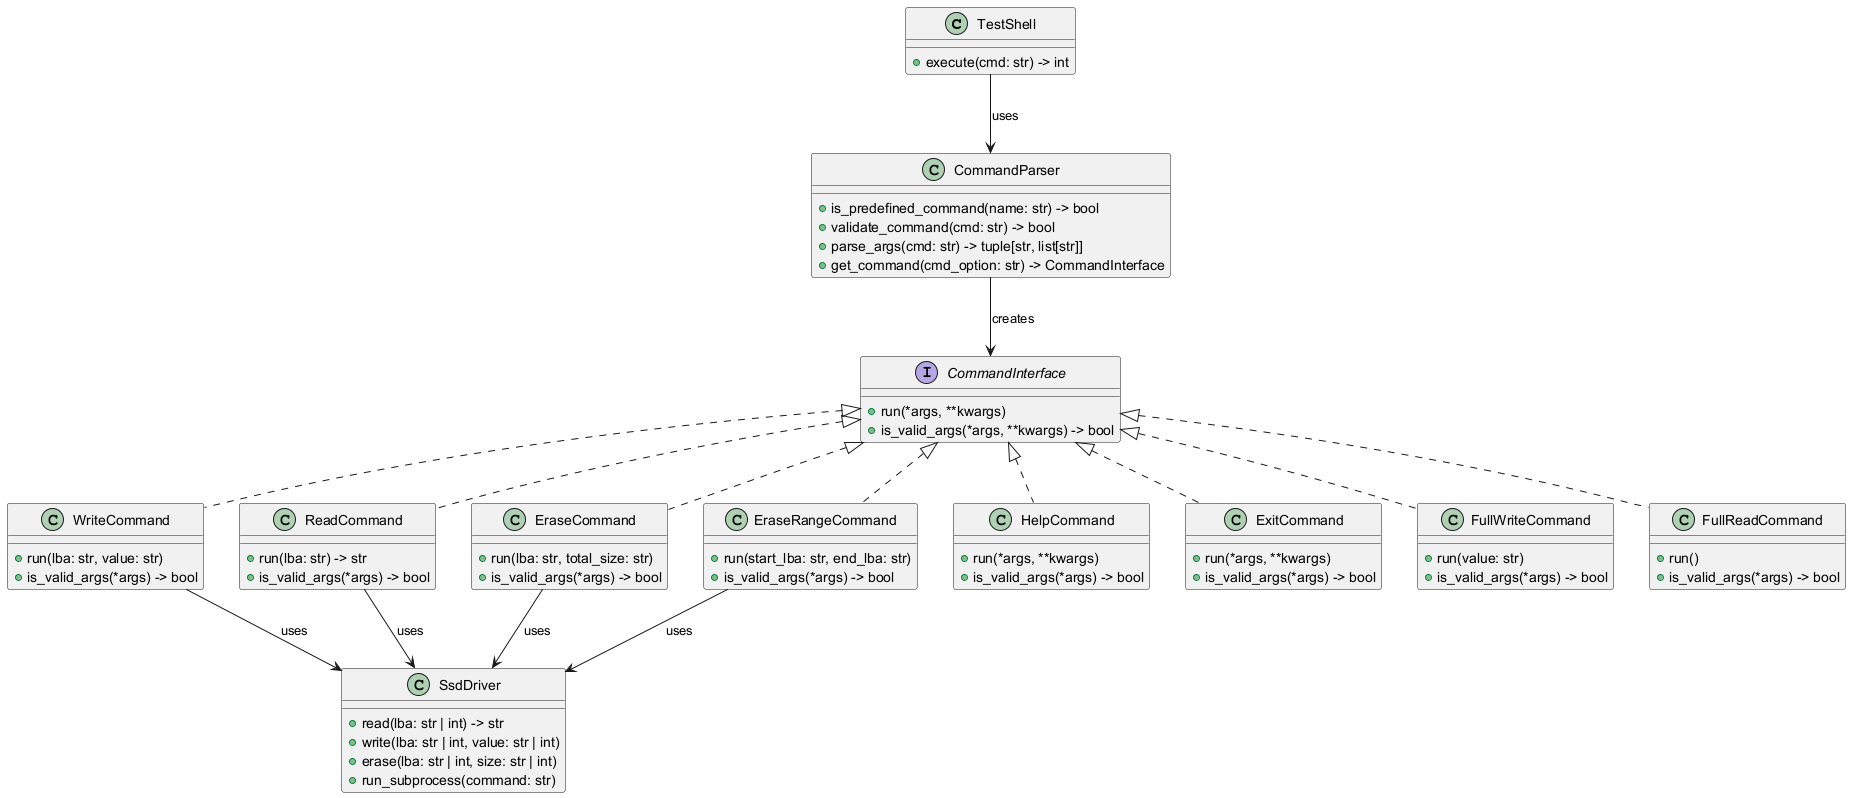 C TestShell
execute(cmd: str) -> int
uses
C CommandParser
is_predefined_command(name: str) -> bool
validate_command(cmd: str) -> bool
parse_args(cmd: str) -> tuple[str, list[str]]
get_command(cmd_option: str) -> CommandInterface
creates
I CommandInterface
run(*args, **kwargs)
is_valid_args(*args, **kwargs) -> bool
C WriteCommand
run(lba: str, value: str)
is_valid_args(*args) -> bool
C ReadCommand
run(lba: str) -> str
is_valid_args(*args) -> bool
C EraseCommand
run(lba: str, total_size: str)
is_valid_args(*args) -> bool
C EraseRangeCommand
run(start_lba: str, end_lba: str)
is_valid_args(*args) -> bool
C HelpCommand
run(*args, **kwargs)
is_valid_args(*args) -> bool
C ExitCommand
run(*args, **kwargs)
is_valid_args(*args) -> bool
C FullWriteCommand
run(value: str)
is_valid_args(*args) -> bool
C FullReadCommand
run()
is_valid_args(*args) -> bool
uses
uses
uses
uses
C SsdDriver
read(lba: str | int) -> str
write(lba: str | int, value: str | int)
erase(lba: str | int, size: str | int)
run_subprocess(command: str)